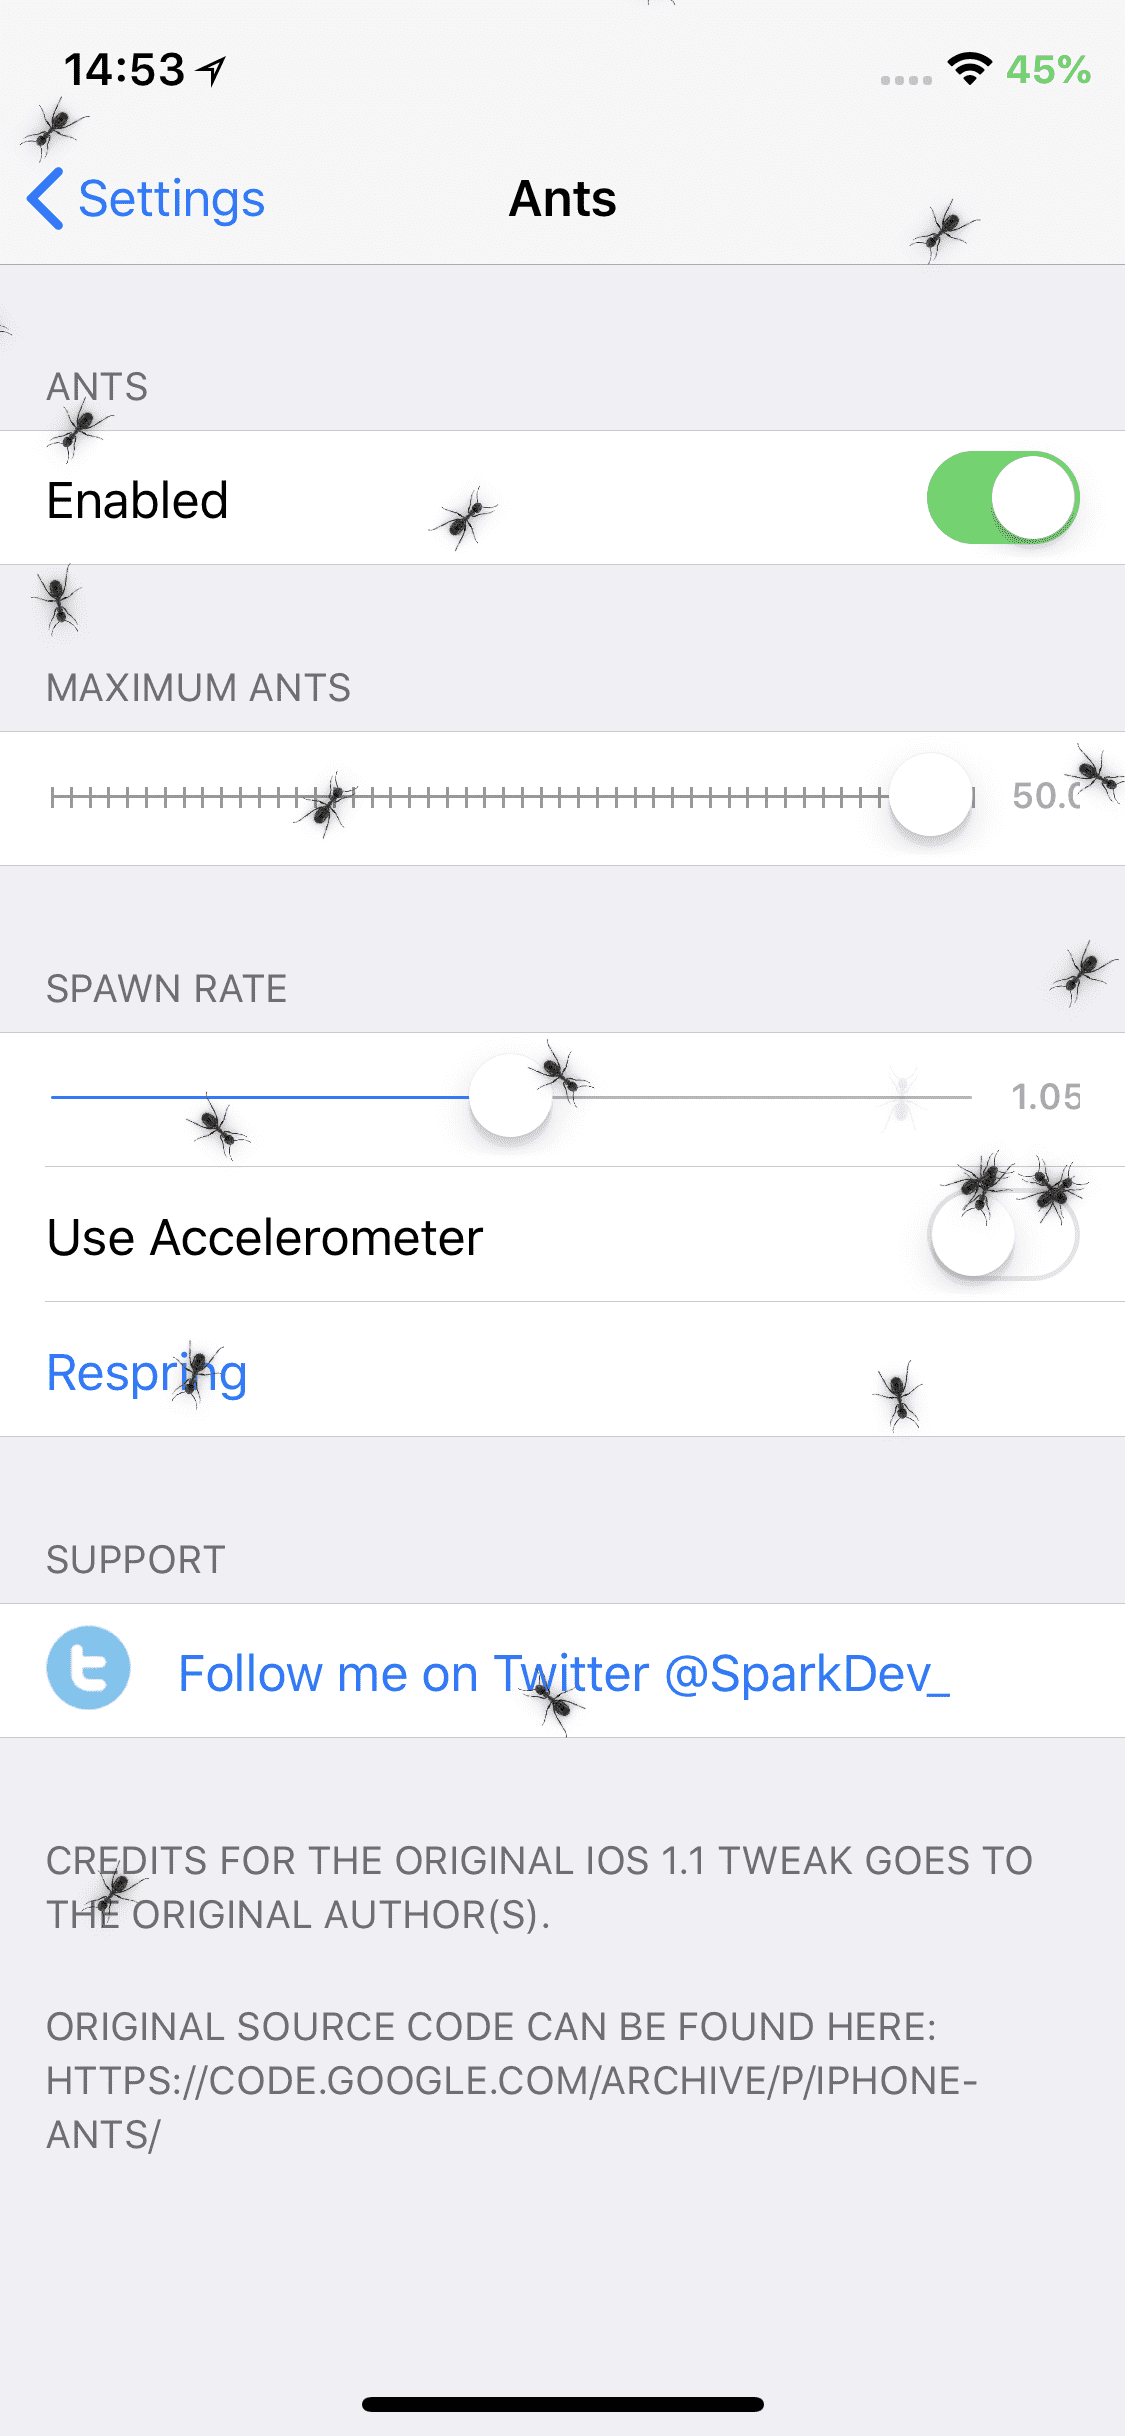 14:53
45%
Settings
Ants
ANTS
Enabled
MAXIMUM ANTS
50.0
SPAWN RATE
1.05
Use Accelerometer
Respring
SUPPORT
Follow me on Twitter @SparkDev_
CREDITS FOR THE ORIGINAL IOS 1.1 TWEAK GOES TO
THE ORIGINAL AUTHOR(S).
ORIGINAL SOURCE CODE CAN BE FOUND HERE:
HTTPS://CODE.GOOGLE.COM/ARCHIVE/P/IPHONE-
ANTS/